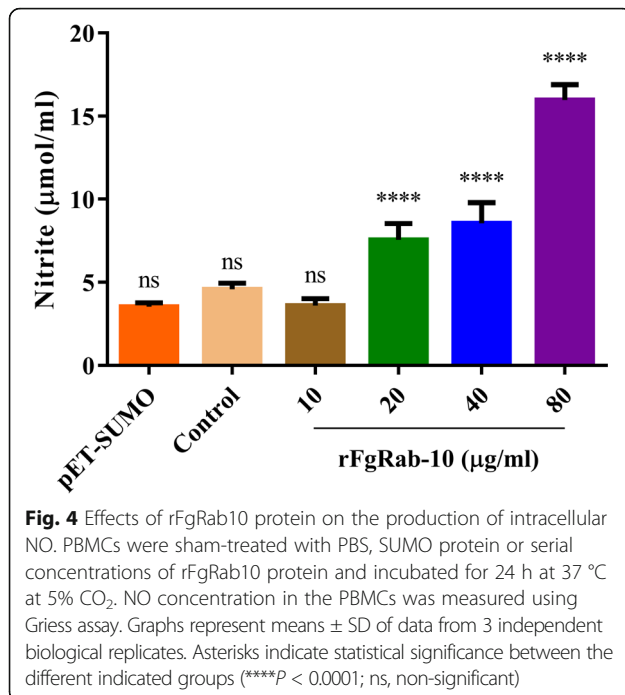 20
15
10
5
0
Nitrite (μmol/ml)
ns
ns
ns
****
****
****
pET-SUMO
Control
10
20
40
80
rFgRab-10 (μg/ml)
Fig. 4 Effects of rFgRab10 protein on the production of intracellular
NO. PBMCs were sham-treated with PBS, SUMO protein or serial
concentrations of rFgRab10 protein and incubated for 24 h at 37 °C
at 5% CO₂. NO concentration in the PBMCs was measured using
Griess assay. Graphs represent means ± SD of data from 3 independent
biological replicates. Asterisks indicate statistical significance between the
different indicated groups (****P < 0.0001; ns, non-significant)